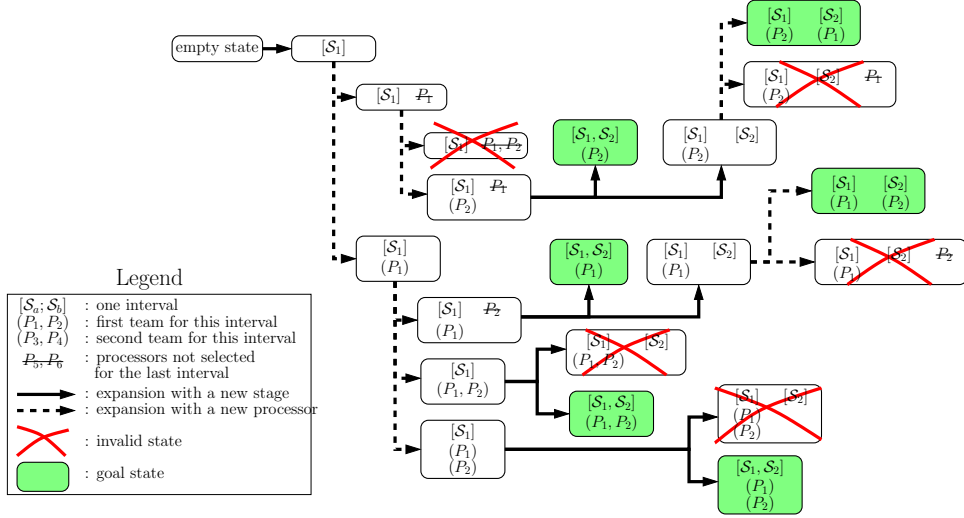 empty state
[𝒮₁]
[𝒮₁] P₁
[𝒮₁] P₁, P₂
[𝒮₁] P₁
(P₂)
[𝒮₁, 𝒮₂]
(P₂)
[𝒮₁] [𝒮₂]
(P₂)
[𝒮₁] [𝒮₂]
(P₂) (P₁)
[𝒮₁] [𝒮₂] P₁
(P₂)
[𝒮₁]
(P₁)
[𝒮₁] P₂
(P₁)
[𝒮₁, 𝒮₂]
(P₁)
[𝒮₁] [𝒮₂]
(P₁)
[𝒮₁] [𝒮₂]
(P₁) (P₂)
[𝒮₁] [𝒮₂] P₂
(P₁)
[𝒮₁]
(P₁, P₂)
[𝒮₁] [𝒮₂]
(P₁, P₂)
[𝒮₁, 𝒮₂]
(P₁, P₂)
[𝒮₁]
(P₁)
(P₂)
[𝒮₁] [𝒮₂]
(P₁)
(P₂)
[𝒮₁, 𝒮₂]
(P₁)
(P₂)
Legend
[𝒮ₐ; 𝒮_b] : one interval
(P₁, P₂) : first team for this interval
(P₃, P₄) : second team for this interval
P₅, P₆ : processors not selected
for the last interval
: expansion with a new stage
: expansion with a new processor
: invalid state
: goal state